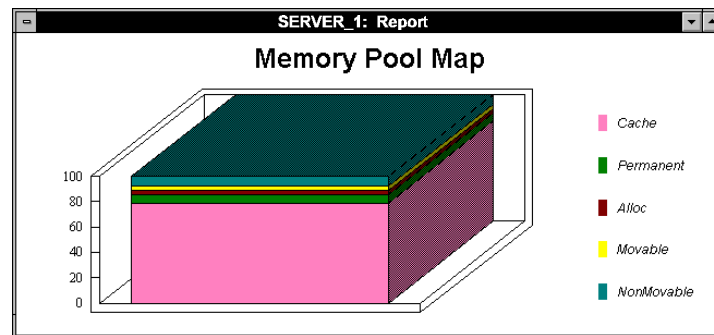 SERVER_1: Report
Memory Pool Map
100
80
60
40
20
0
Cache
Permanent
Alloc
Movable
NonMovable